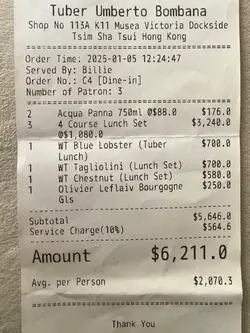 Tuber Umberto Bombana
Shop No 113A K11 Musea Victoria Dockside
Tsim Sha Tsui Hong Kong
Order Time: 2025-01-05 12:24:47
Served By: Billie
Order No.: C4 [Dine-in]
Number of Patron: 3
2 Acqua Panna 750ml @$88.0 $176.0
3 4 Course Lunch Set $3,240.0
@$1,080.0
1 WT Blue Lobster (Tuber $700.0
Lunch)
1 WT Tagliolini (Lunch Set) $700.0
1 WT Chestnut (Lunch Set) $580.0
1 Olivier Leflaiv Bourgogne $250.0
Gls
Subtotal $5,646.0
Service Charge(10%) $564.6
Amount $6,211.0
Avg. per Person $2,070.3
Thank You